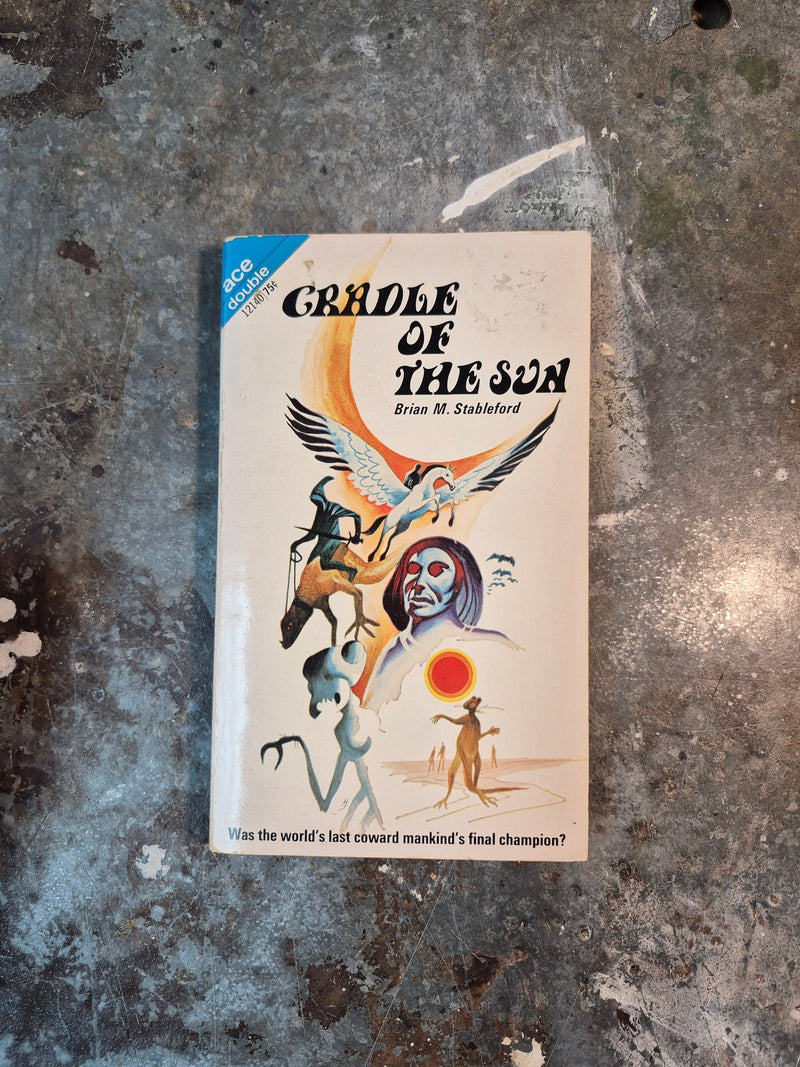 ace
double
12140 75¢
CRADLE
OF
THE SUN
Brian M. Stableford
Was the world's last coward mankind's final champion?